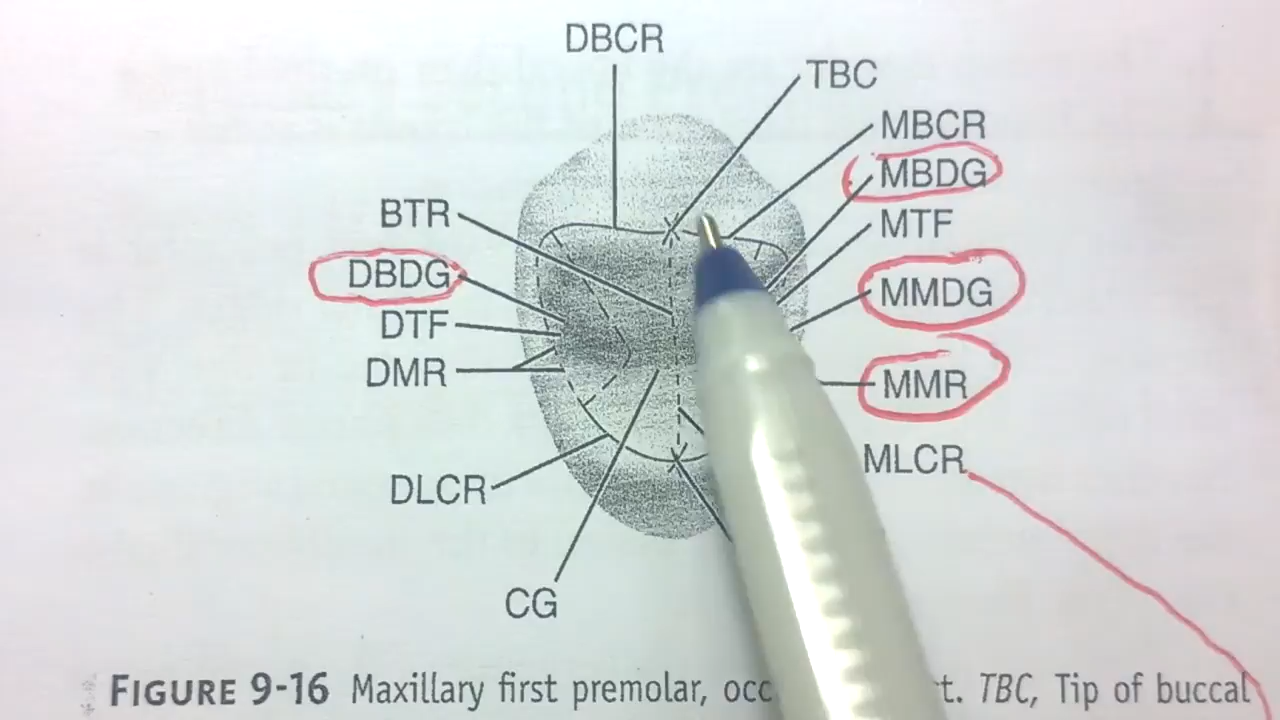 DBCR
TBC
MBCR
MBDG
BTR
MTF
DBDG
MMDG
DTF
DMR
MMR
MLCR
DLCR
CG
FIGURE 9-16 Maxillary first premolar, TBC, Tip of buccal